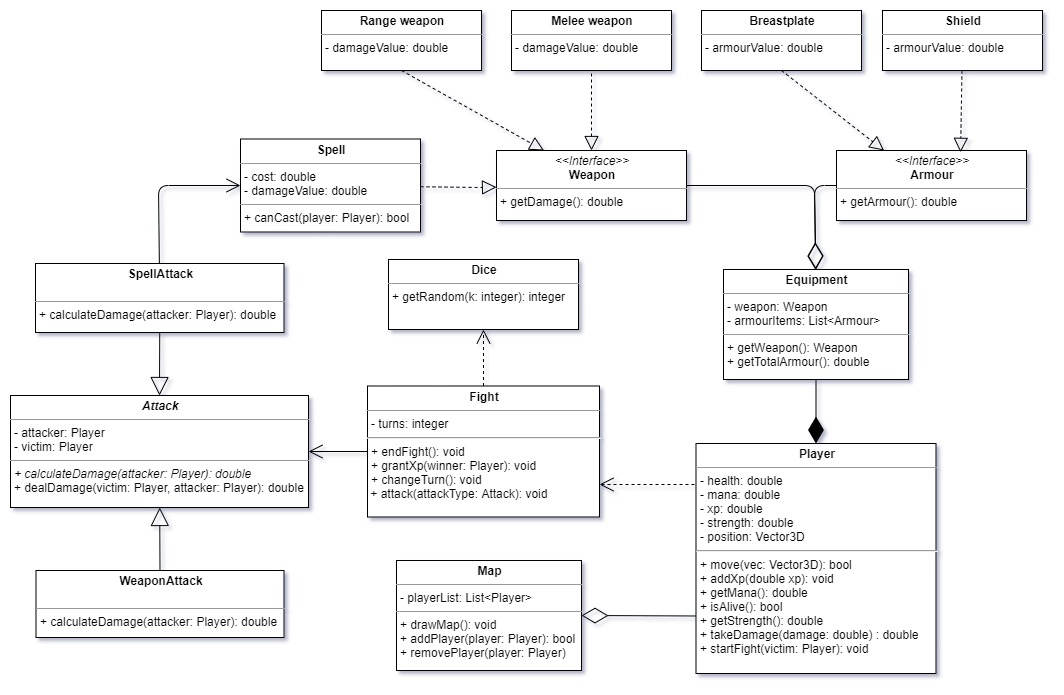 Range weapon
- damageValue: double
Melee weapon
- damageValue: double
Breastplate
- armourValue: double
Shield
- armourValue: double
Spell
- cost: double
- damageValue: double
+ canCast(player: Player): bool
<<Interface>>
Weapon
+ getDamage(): double
<<Interface>>
Armour
+ getArmour(): double
SpellAttack
+ calculateDamage(attacker: Player): double
Dice
+ getRandom(k: integer): integer
Equipment
- weapon: Weapon
- armourItems: List<Armour>
+ getWeapon(): Weapon
+ getTotalArmour(): double
Attack
- attacker: Player
- victim: Player
+ calculateDamage(attacker: Player): double
+ dealDamage(victim: Player, attacker: Player): double
Fight
- turns: integer
+ endFight(): void
+ grantXp(winner: Player): void
+ changeTurn(): void
+ attack(attackType: Attack): void
Player
- health: double
- mana: double
- xp: double
- strength: double
- position: Vector3D
+ move(vec: Vector3D): bool
+ addXp(double xp): void
+ getMana(): double
+ isAlive(): bool
+ getStrength(): double
+ takeDamage(damage: double) : double
+ startFight(victim: Player): void
WeaponAttack
+ calculateDamage(attacker: Player): double
Map
- playerList: List<Player>
+ drawMap(): void
+ addPlayer(player: Player): bool
+ removePlayer(player: Player)